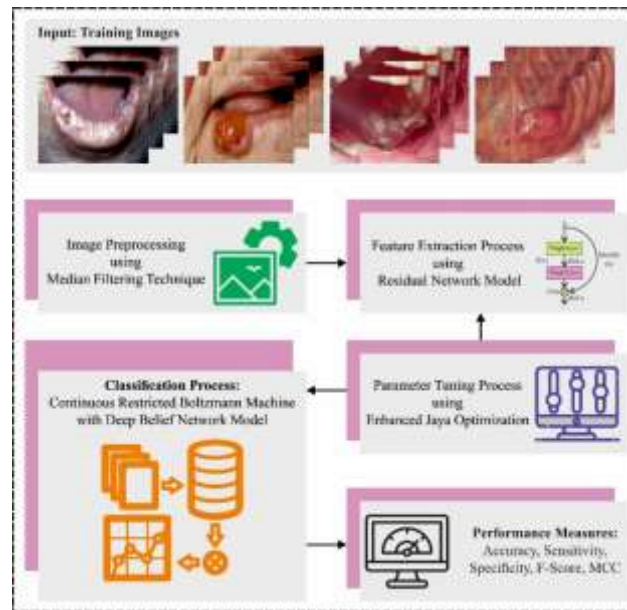 Input: Training Images
Image Preprocessing
using
Median Filtering Technique
Feature Extraction Process
using
Residual Network Model
Classification Process:
Continuous Restricted Boltzmann Machine
with Deep Belief Network Model
Parameter Tuning Process
using
Enhanced Jaya Optimization
Performance Measures:
Accuracy, Sensitivity,
Specificity, F-Score, MCC